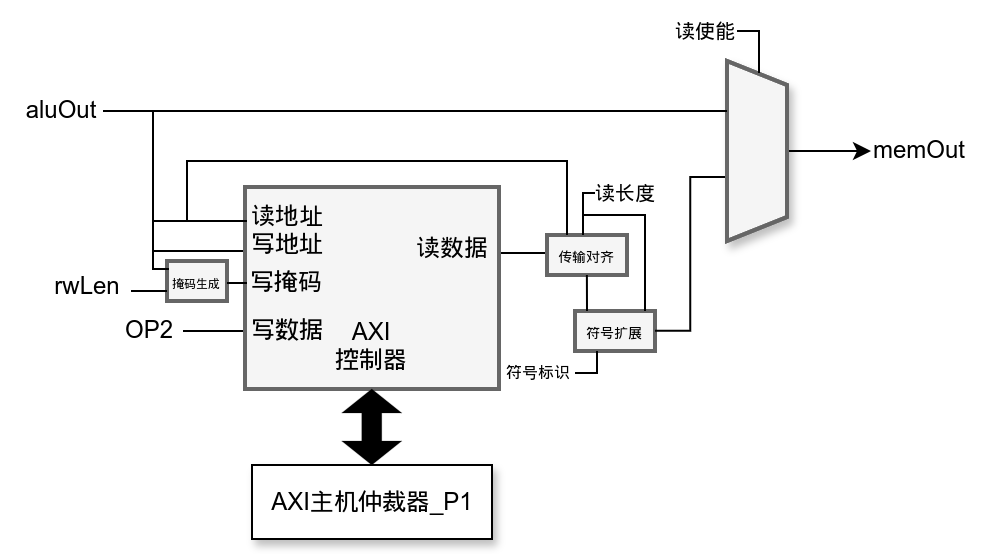 读使能
aluOut
memOut
读长度
读地址
写地址
读数据
传输对齐
rwLen
掩码生成
写掩码
OP2
写数据
AXI
控制器
符号扩展
符号标识
AXI主机仲裁器_P1